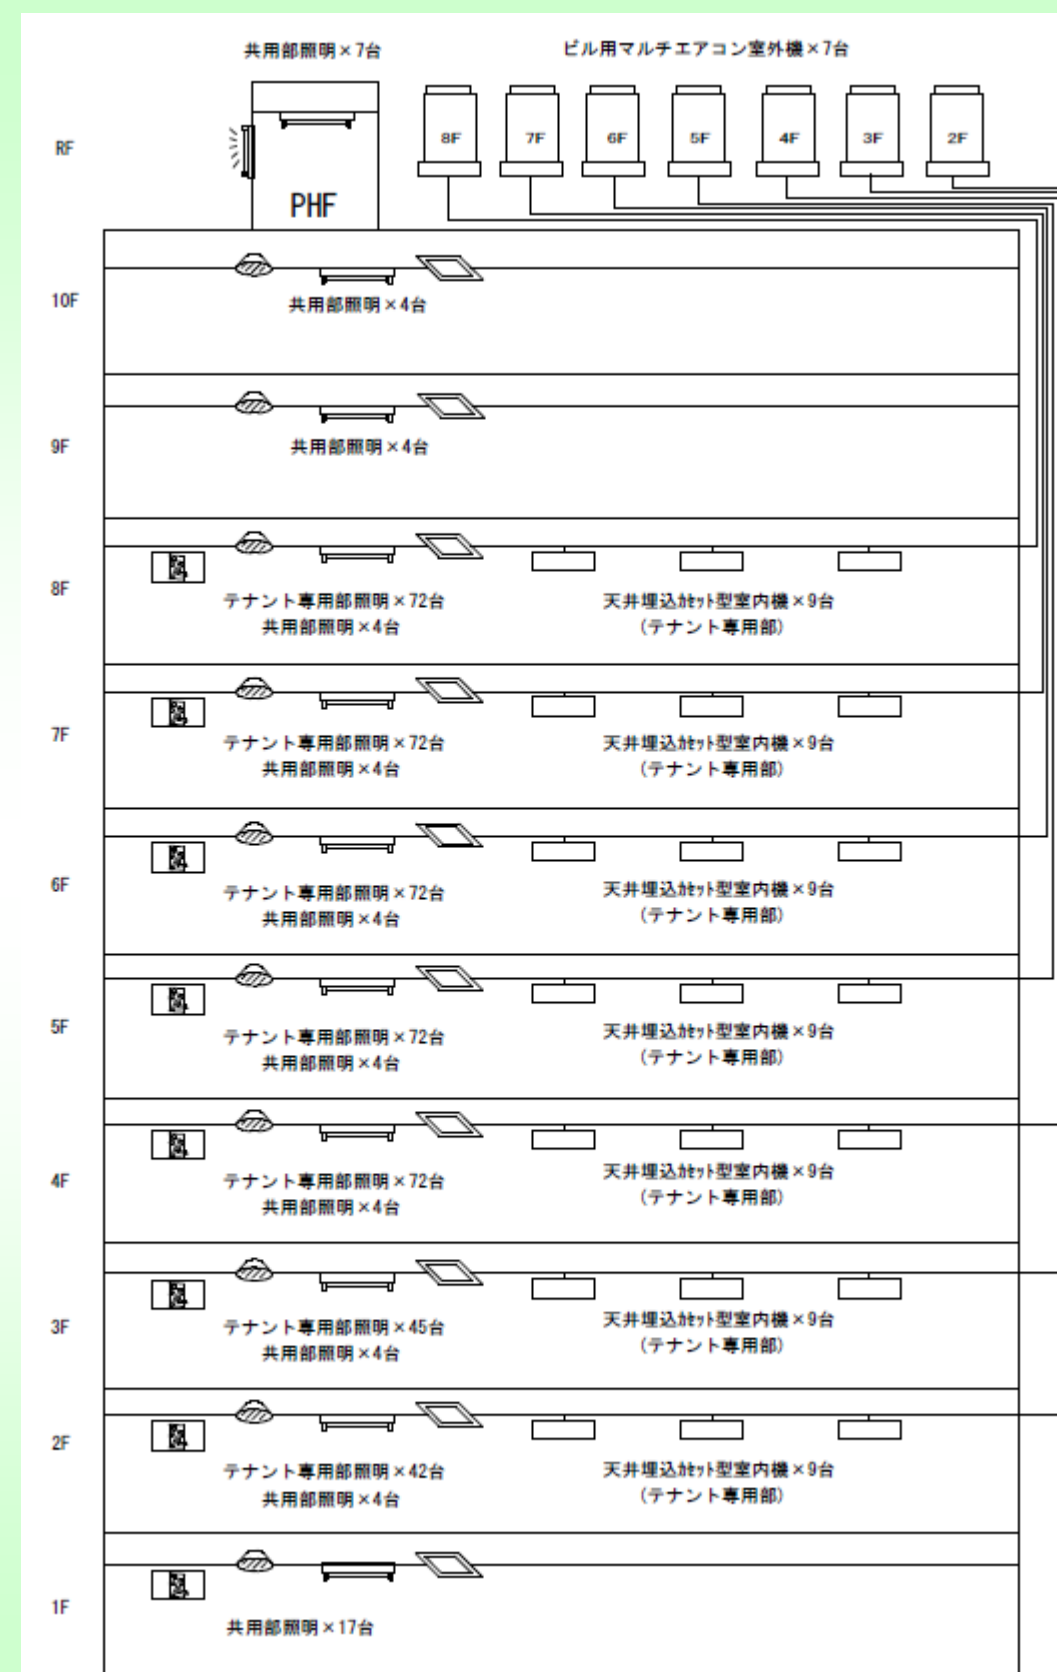 共用部照明×7台
ビル用マルチエアコン室外機×7台
RF
8F
7F
6F
5F
4F
3F
2F
PHF
10F
共用部照明×4台
9F
共用部照明×4台
8F
テナント専用部照明×72台
共用部照明×4台
天井埋込ｶｾｯﾄ型室内機×9台
(テナント専用部)
7F
テナント専用部照明×72台
共用部照明×4台
天井埋込ｶｾｯﾄ型室内機×9台
(テナント専用部)
6F
テナント専用部照明×72台
共用部照明×4台
天井埋込ｶｾｯﾄ型室内機×9台
(テナント専用部)
5F
テナント専用部照明×72台
共用部照明×4台
天井埋込ｶｾｯﾄ型室内機×9台
(テナント専用部)
4F
テナント専用部照明×72台
共用部照明×4台
天井埋込ｶｾｯﾄ型室内機×9台
(テナント専用部)
3F
テナント専用部照明×45台
共用部照明×4台
天井埋込ｶｾｯﾄ型室内機×9台
(テナント専用部)
2F
テナント専用部照明×42台
共用部照明×4台
天井埋込ｶｾｯﾄ型室内機×9台
(テナント専用部)
1F
共用部照明×17台